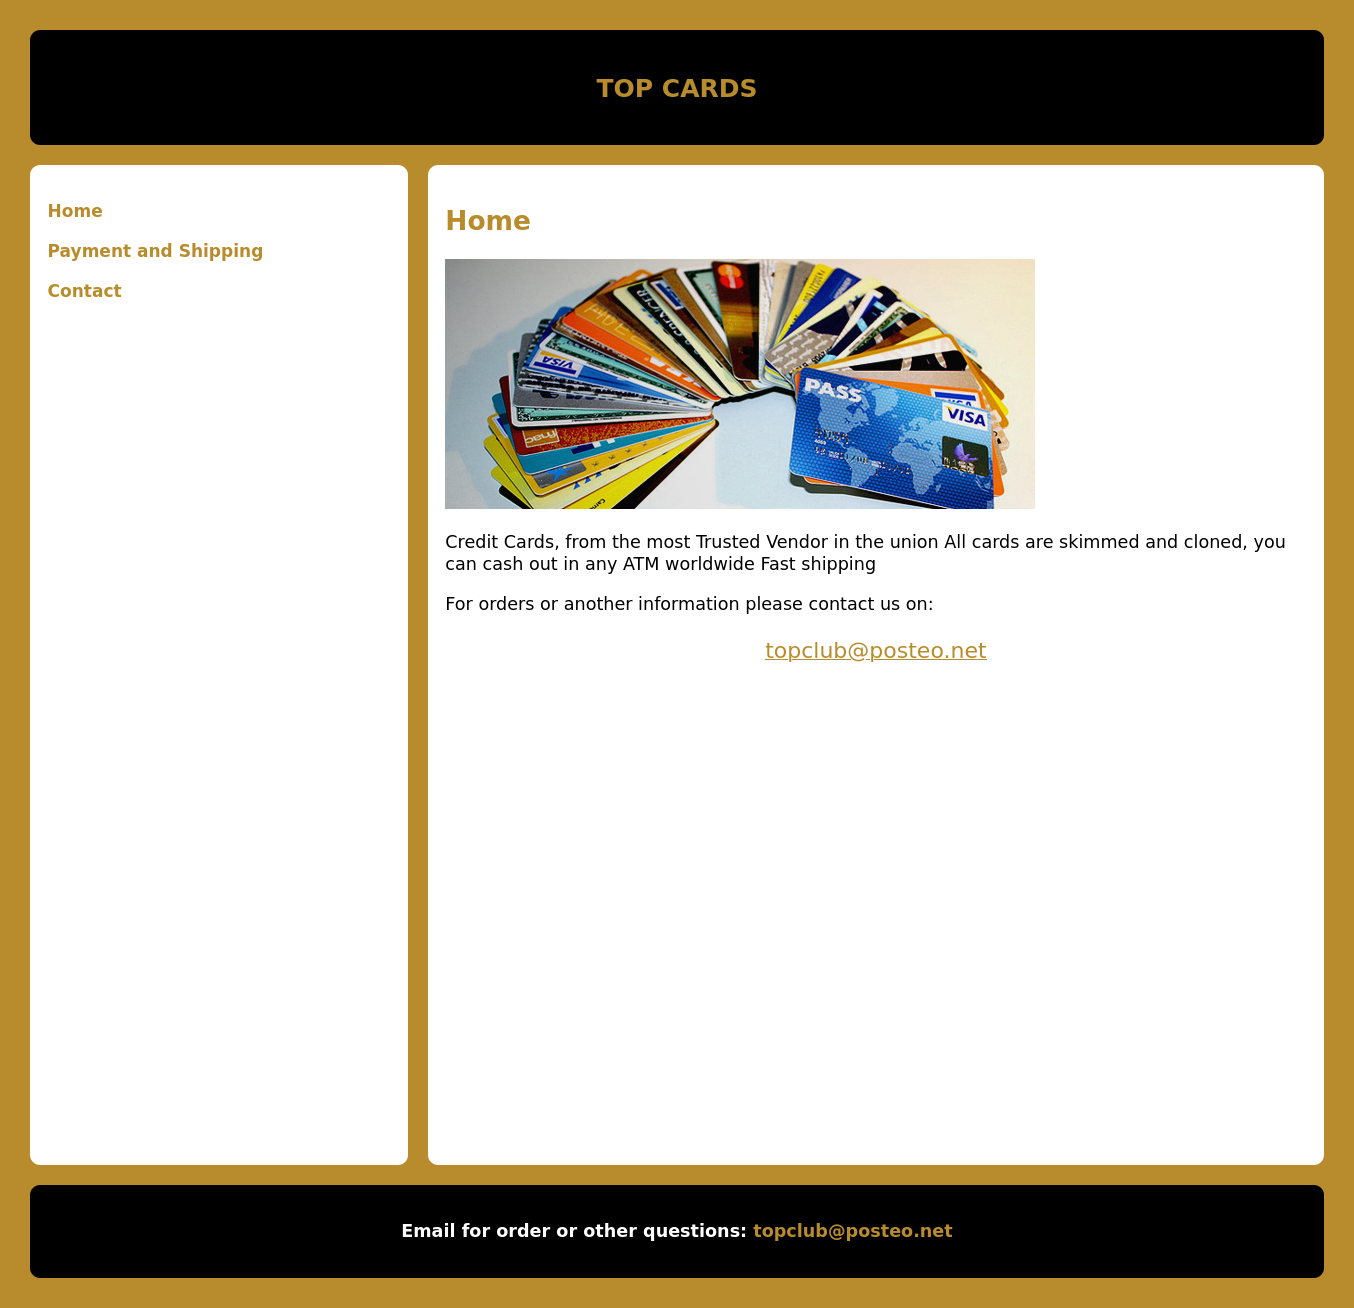 TOP CARDS
Home
Payment and Shipping
Contact
Home
PASS
VISA
VISA
fnac
Credit Cards, from the most Trusted Vendor in the union All cards are skimmed and cloned, you
can cash out in any ATM worldwide Fast shipping
For orders or another information please contact us on:
topclub@posteo.net
Email for order or other questions: topclub@posteo.net